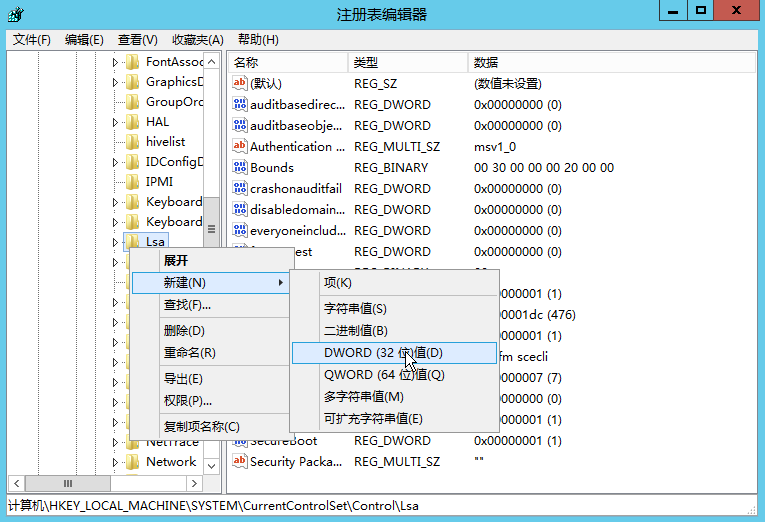 注册表编辑器
文件(F) 编辑(E) 查看(V) 收藏夹(A) 帮助(H)
名称 类型 数据
FontAssoc
GraphicsD
GroupOrd
HAL
hivelist
IDConfigD
IPMI
Keyboard
Keyboard
Lsa
NetTrace
Network
(默认) REG_SZ (数值未设置)
auditbasedirec... REG_DWORD 0x00000000 (0)
auditbaseobje... REG_DWORD 0x00000000 (0)
Authentication ... REG_MULTI_SZ msv1_0
Bounds REG_BINARY 00 30 00 00 00 20 00 00
crashonauditfail REG_DWORD 0x00000000 (0)
disabledomain... REG_DWORD 0x00000000 (0)
everyoneinclud... REG_DWORD 0x00000000 (0)
REG_DWORD 0x00000000 (0)
0000001 (1)
00001dc (476)
0000001 (1)
fm scecli
0000007 (7)
0000000 (0)
0000001 (1)
SecureBoot REG_DWORD 0x00000001 (1)
Security Packa... REG_MULTI_SZ ""
展开
新建(N)
查找(F)...
删除(D)
重命名(R)
导出(E)
权限(P)...
复制项名称(C)
项(K)
字符串值(S)
二进制值(B)
DWORD (32 位)值(D)
QWORD (64 位)值(Q)
多字符串值(M)
可扩充字符串值(E)
计算机\HKEY_LOCAL_MACHINE\SYSTEM\CurrentControlSet\Control\Lsa